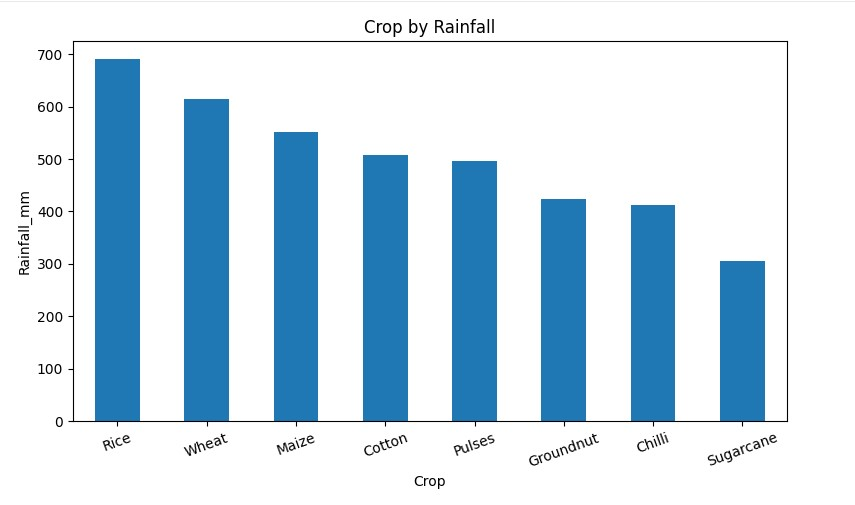 Crop by Rainfall
700
600
500
400
300
200
100
0
Rainfall_mm
Rice Wheat Maize Cotton Pulses Groundnut Chilli Sugarcane
Crop